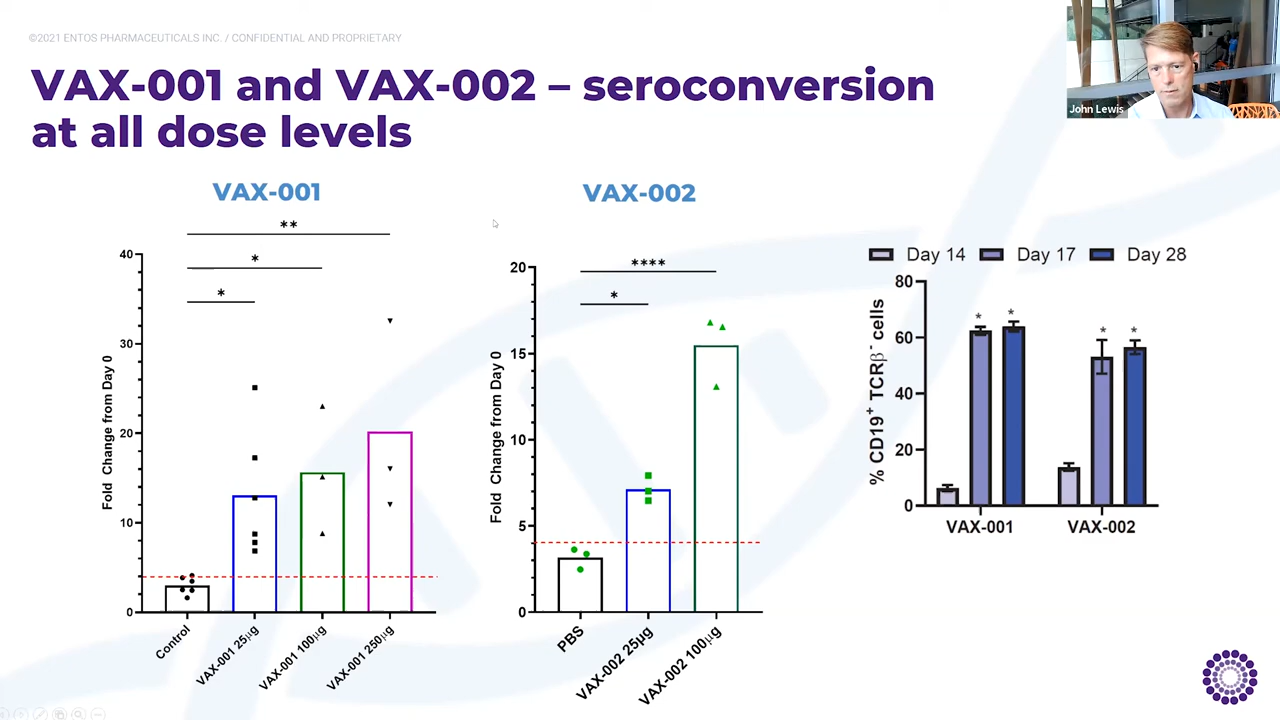 ©2021 ENTOS PHARMACEUTICALS INC. / CONFIDENTIAL AND PROPRIETARY
John Lewis
VAX-001 and VAX-002 – seroconversion
at all dose levels
VAX-001
**
*
*
Fold Change from Day 0
40
30
20
10
0
Control
VAX-001 25µg
VAX-001 100µg
VAX-001 250µg
VAX-002
****
*
Fold Change from Day 0
20
15
10
5
0
PBS
VAX-002 25µg
VAX-002 100µg
Day 14 Day 17 Day 28
% CD19⁺ TCRβ⁻ cells
80
60
40
20
0
* * * *
VAX-001 VAX-002